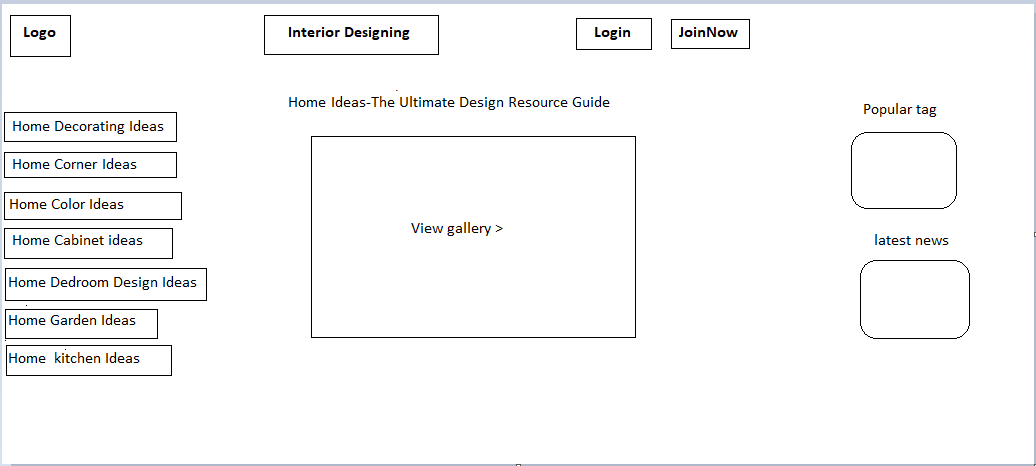 Logo
Interior Designing
Login
JoinNow
Home Ideas-The Ultimate Design Resource Guide
Popular tag
Home Decorating Ideas
Home Corner Ideas
Home Color Ideas
Home Cabinet ideas
Home Dedroom Design Ideas
Home Garden Ideas
Home  kitchen Ideas
View gallery >
latest news